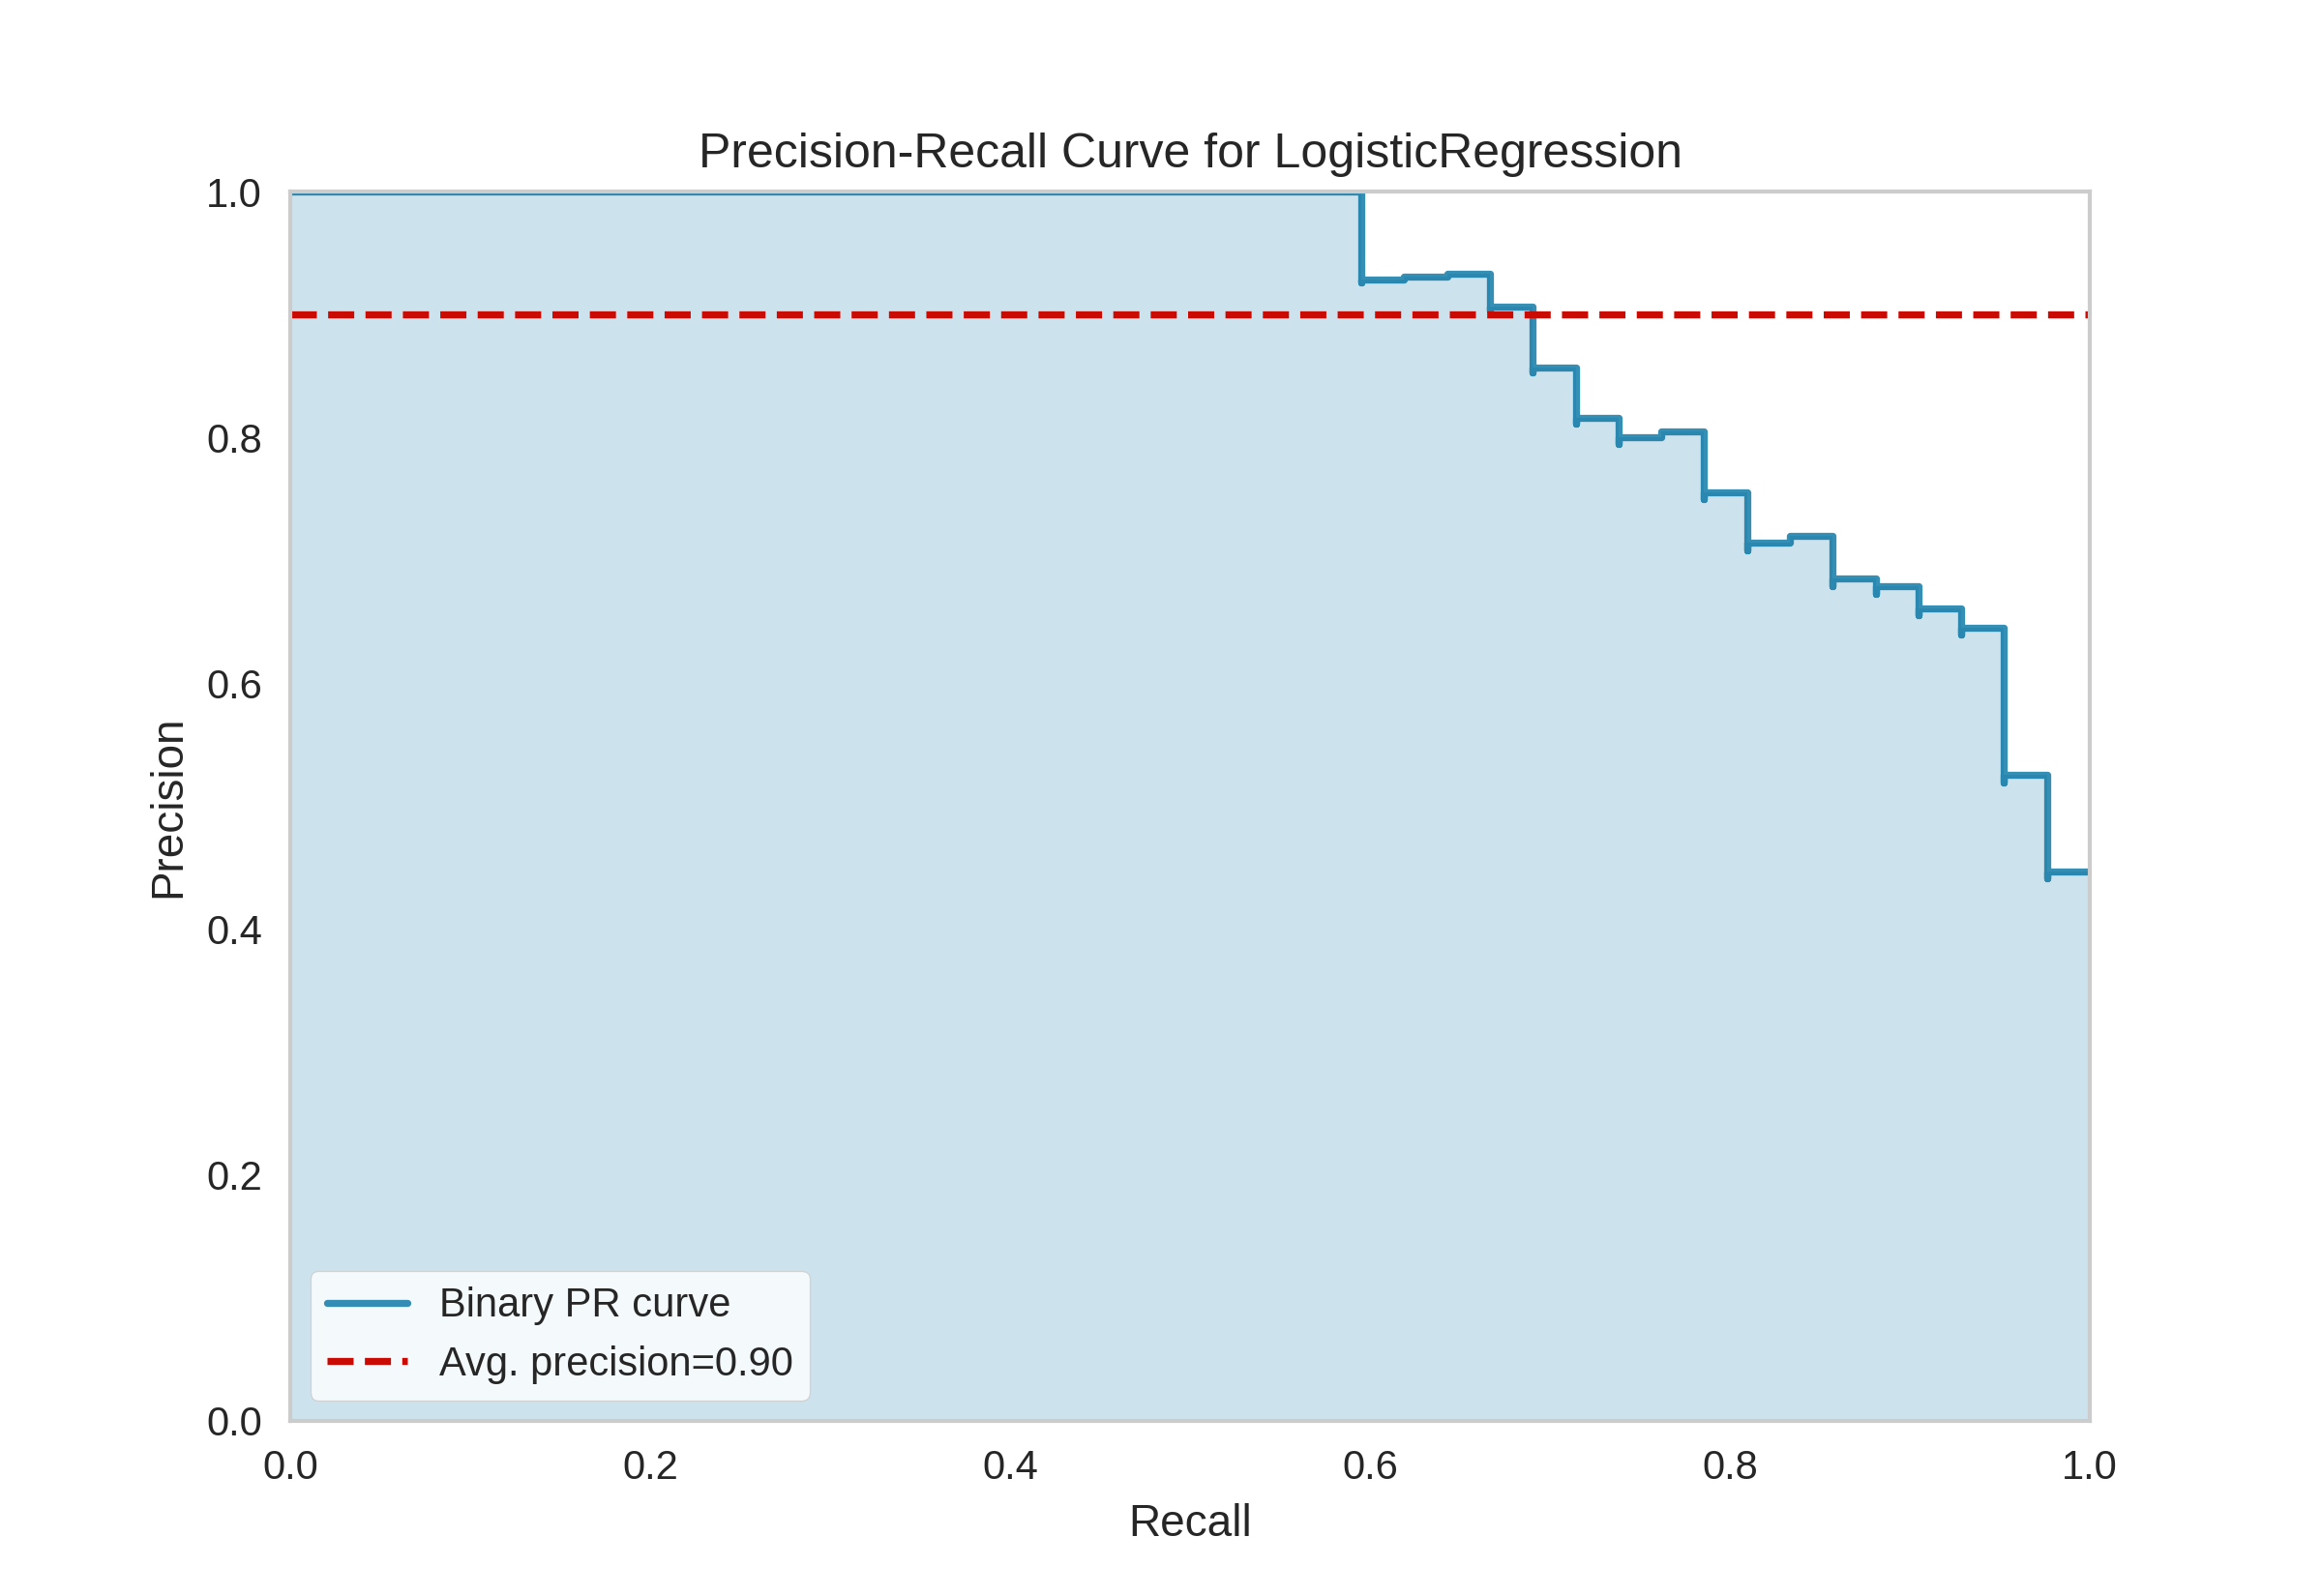 Precision-Recall Curve for LogisticRegression
1.0
0.8
0.6
0.4
0.2
0.0
Precision
Binary PR curve
Avg. precision=0.90
0.0 0.2 0.4 0.6 0.8 1.0
Recall